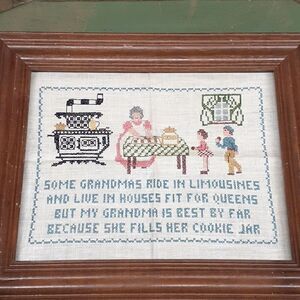 SOME GRANDMAS RIDE IN LIMOUSINES
AND LIVE IN HOUSES FIT FOR QUEENS
BUT MY GRANDMA IS BEST BY FAR
BECAUSE SHE FILLS HER COOKIE JAR